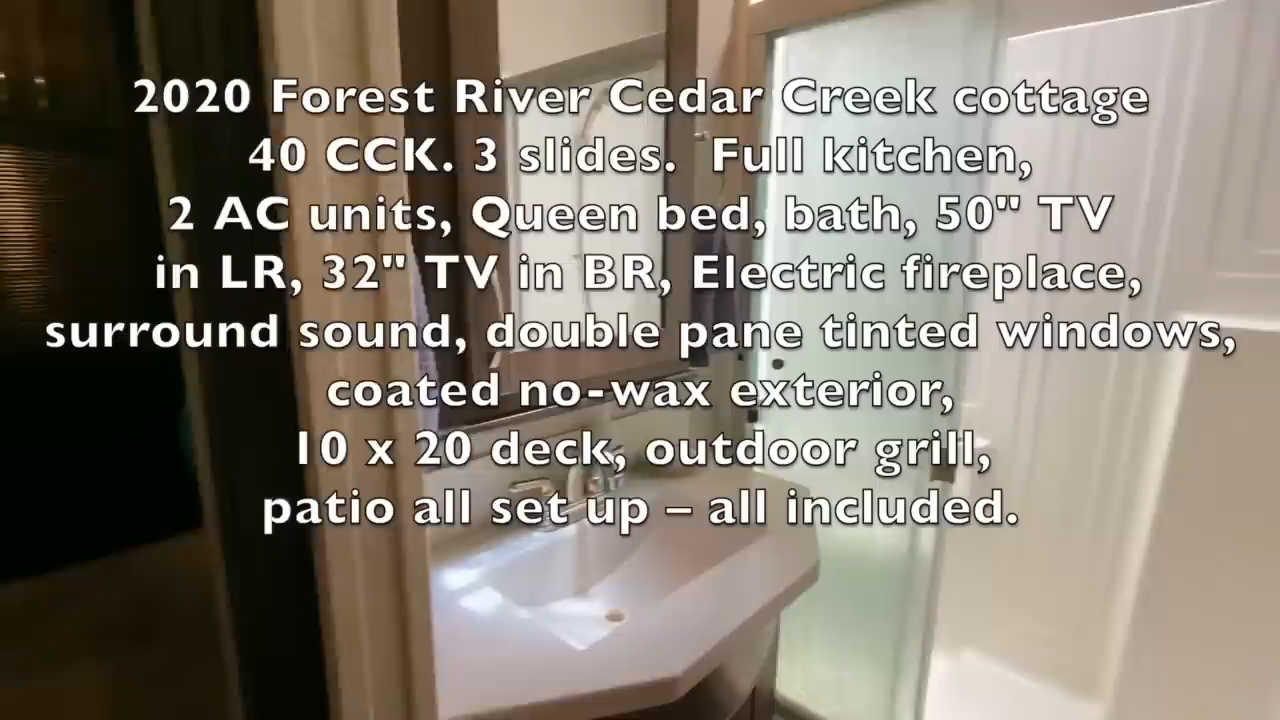 2020 Forest River Cedar Creek cottage
40 CCK. 3 slides.  Full kitchen,
2 AC units, Queen bed, bath, 50" TV
in LR, 32" TV in BR, Electric fireplace,
surround sound, double pane tinted windows,
coated no-wax exterior,
10 x 20 deck, outdoor grill,
patio all set up – all included.